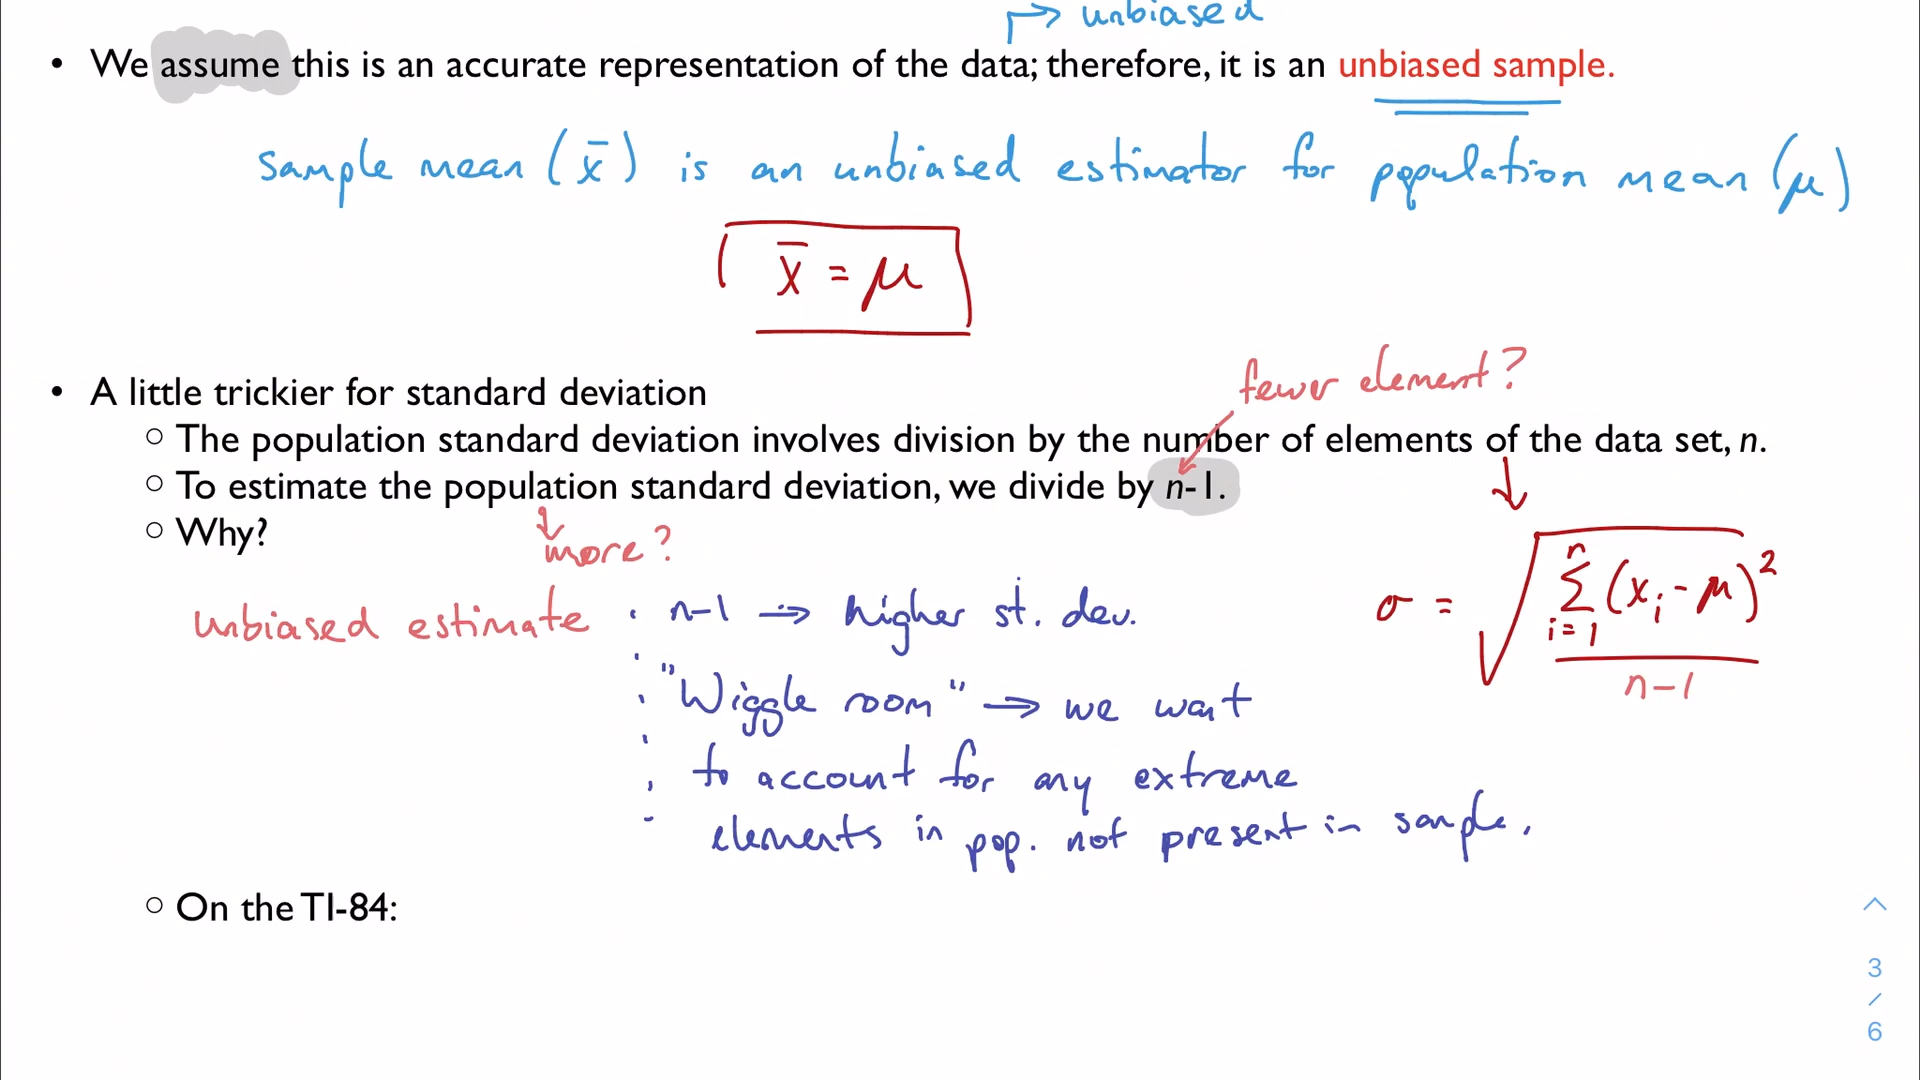 unbiased
• We assume this is an accurate representation of the data; therefore, it is an unbiased sample.
sample mean (x̄) is an unbiased estimator for population mean (μ)
x̄ = μ
• A little trickier for standard deviation
fewer element?
○ The population standard deviation involves division by the number of elements of the data set, n.
○ To estimate the population standard deviation, we divide by n-1.
○ Why?
more?
unbiased estimate
n-1 → higher st. dev.
"Wiggle room" → we want
to account for any extreme
elements in pop. not present in sample.
σ = √(∑ⁿᵢ₌₁ (xᵢ - μ)² / n-1)
○ On the TI-84:
3
/
6